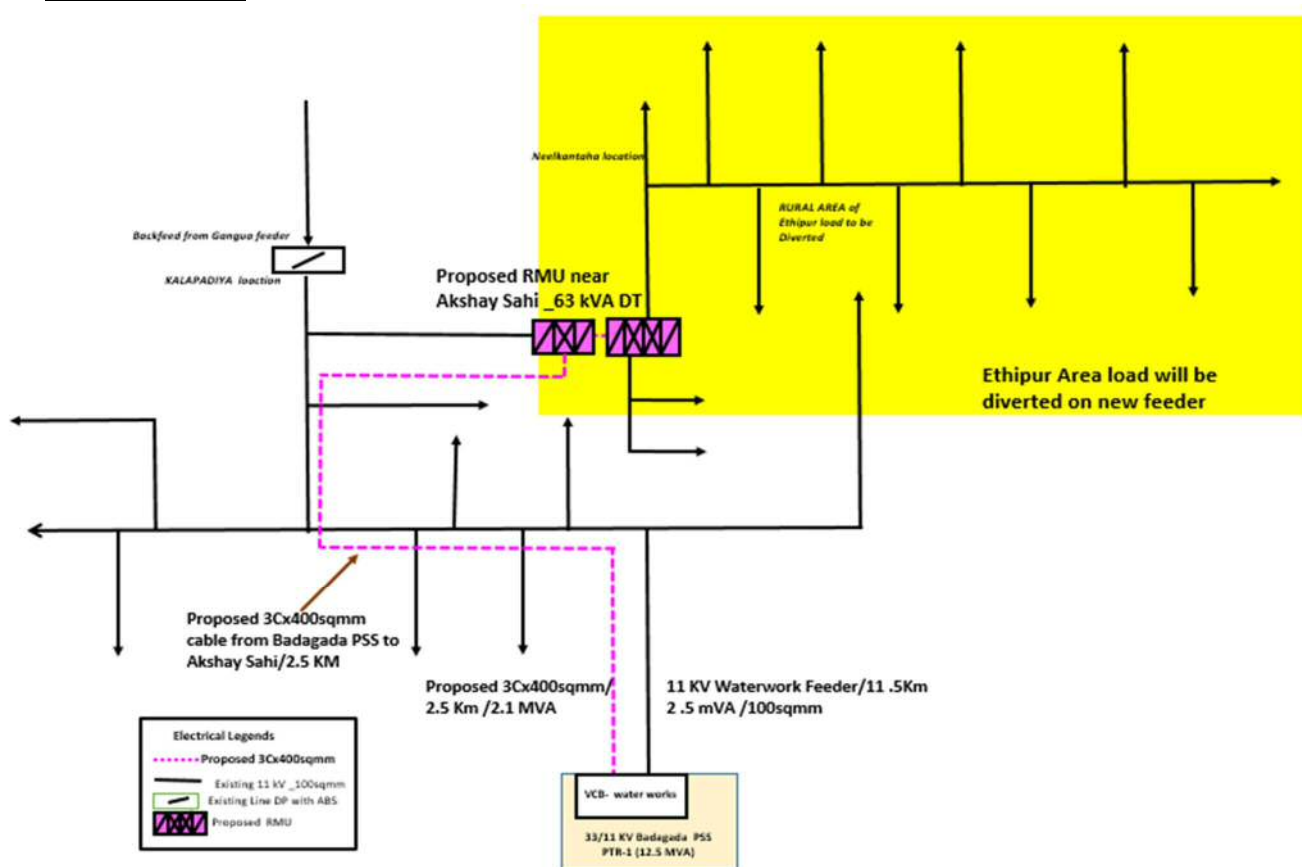 Neelkantaha location
RURAL AREA of
Ethipur load to be
Diverted
Backfeed from Gangua feeder
KALAPADIYA loaction
Proposed RMU near
Akshay Sahi _63 kVA DT
Ethipur Area load will be
diverted on new feeder
Proposed 3Cx400sqmm
cable from Badagada PSS to
Akshay Sahi/2.5 KM
Proposed 3Cx400sqmm/
2.5 Km /2.1 MVA
11 KV Waterwork Feeder/11 .5Km
2 .5 mVA /100sqmm
Electrical Legends
Proposed 3Cx400sqmm
Existing 11 kV _100sqmm
Existing Line DP with ABS
Proposed RMU
VCB- water works
33/11 KV Badagada PSS
PTR-1 (12.5 MVA)